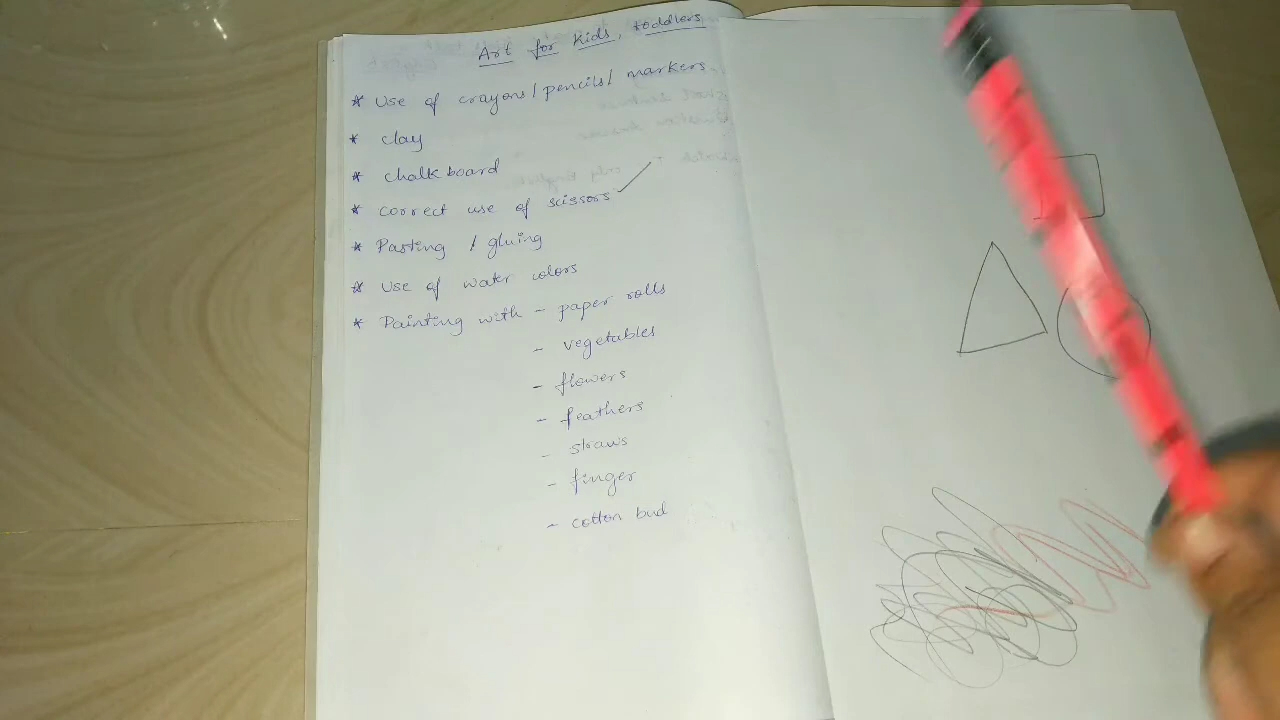 Art for Kids, toddlers
* Use of crayons/pencils/ markers
* clay
* chalk board
* correct use of scissors
* Pasting / gluing
* Use of water colors
* Painting with - paper rolls
- vegetables
- flowers
- feathers
- straws
- finger
- cotton bud